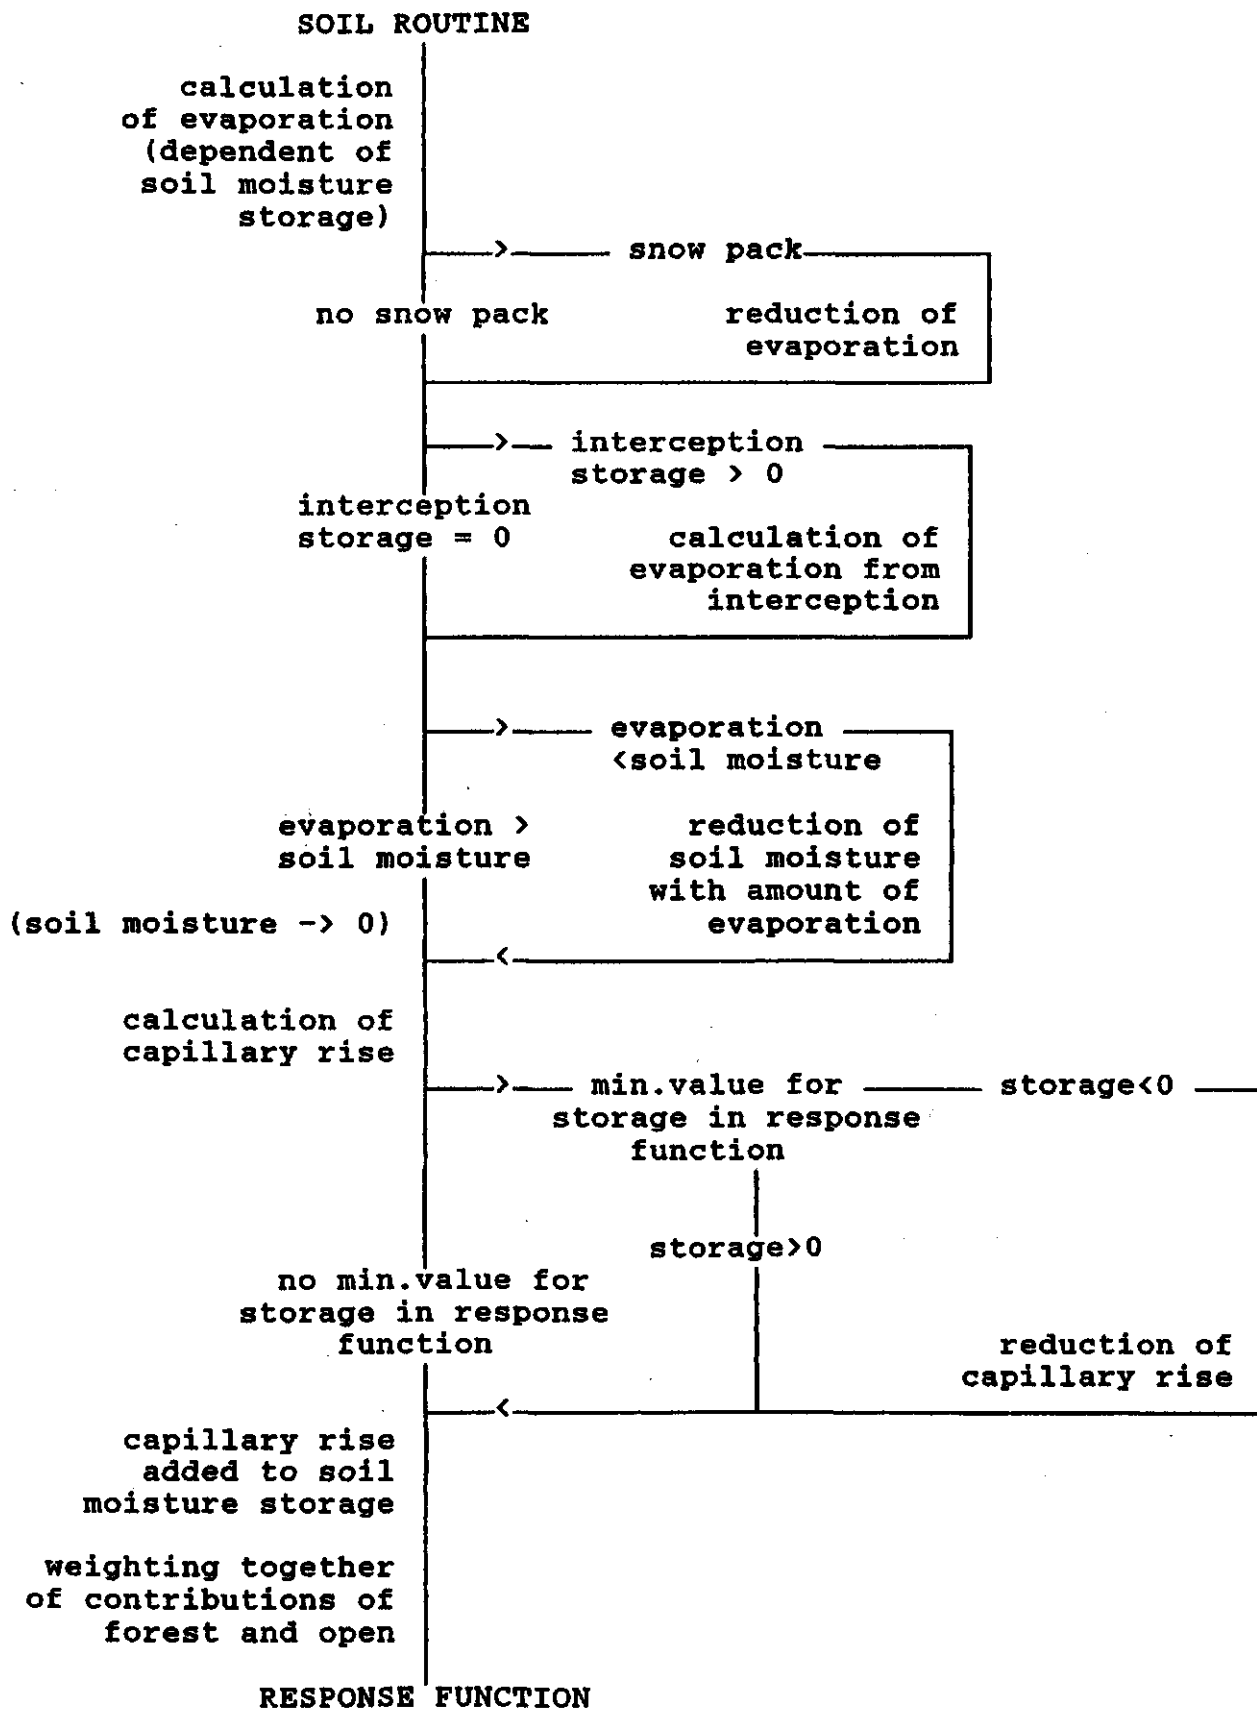 SOIL ROUTINE
calculation
of evaporation
(dependent of
soil moisture
storage)
> snow pack
no snow pack
reduction of
evaporation
> interception
storage > 0
interception
storage = 0
calculation of
evaporation from
interception
> evaporation
<soil moisture
evaporation >
soil moisture
reduction of
soil moisture
with amount of
evaporation
(soil moisture -> 0)
<
calculation of
capillary rise
> min.value for
storage in response
function
storage<0
storage>0
no min.value for
storage in response
function
reduction of
capillary rise
<
capillary rise
added to soil
moisture storage
weighting together
of contributions of
forest and open
RESPONSE FUNCTION